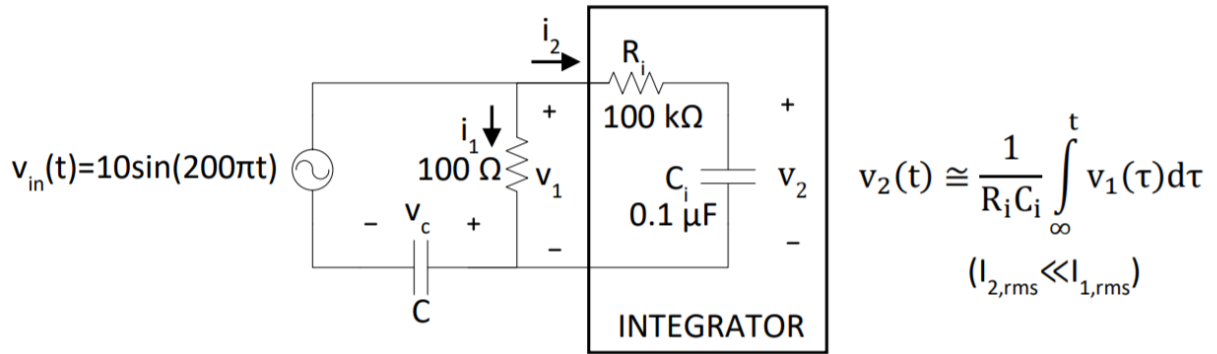 i2
Ri
+
100 kΩ
+
i1
vin(t)=10sin(200πt)
100 Ω
v1
Ci
v2
v2(t) ≅ 1/(RiCi) ∫∞t v1(τ)dτ
− vc +
0.1 μF
−
−
(I2,rms≪I1,rms)
C
INTEGRATOR